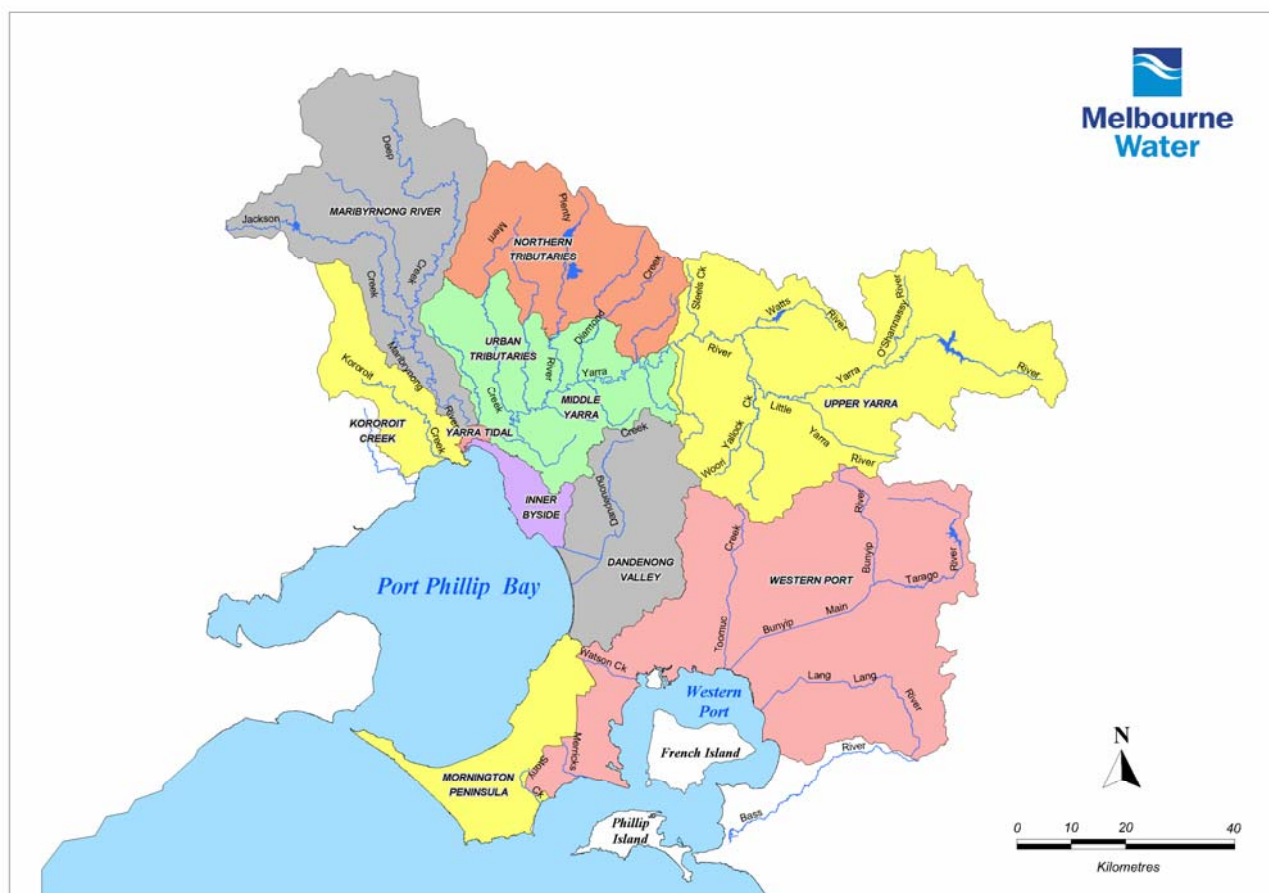 Melbourne
Water
Deep
Creek
MARIBYRNONG RIVER
Jackson
Creek
Maribrynong
River
NORTHERN
TRIBUTARIES
Merri
Creek
Plenty
River
Diamond
Creek
URBAN
TRIBUTARIES
Yarra
MIDDLE
YARRA
Steels Ck
Watts
River
O'Shannassy River
Yarra
River
River
UPPER YARRA
Little
Yarra
River
Woori
Yallock
Ck
Kororoit
Creek
KOROROIT
CREEK
YARRA TIDAL
INNER
BYSIDE
Dandenong
Creek
DANDENONG
VALLEY
Port Phillip Bay
WESTERN PORT
Toomuc
Creek
Bunyip
River
Bunyip
Main
Tarago
River
Lang
Lang
River
Watson Ck
Western
Port
French Island
Merricks
Stony
Ck
MORNINGTON
PENINSULA
Phillip
Island
Bass
River
N
0
10
20
40
Kilometres